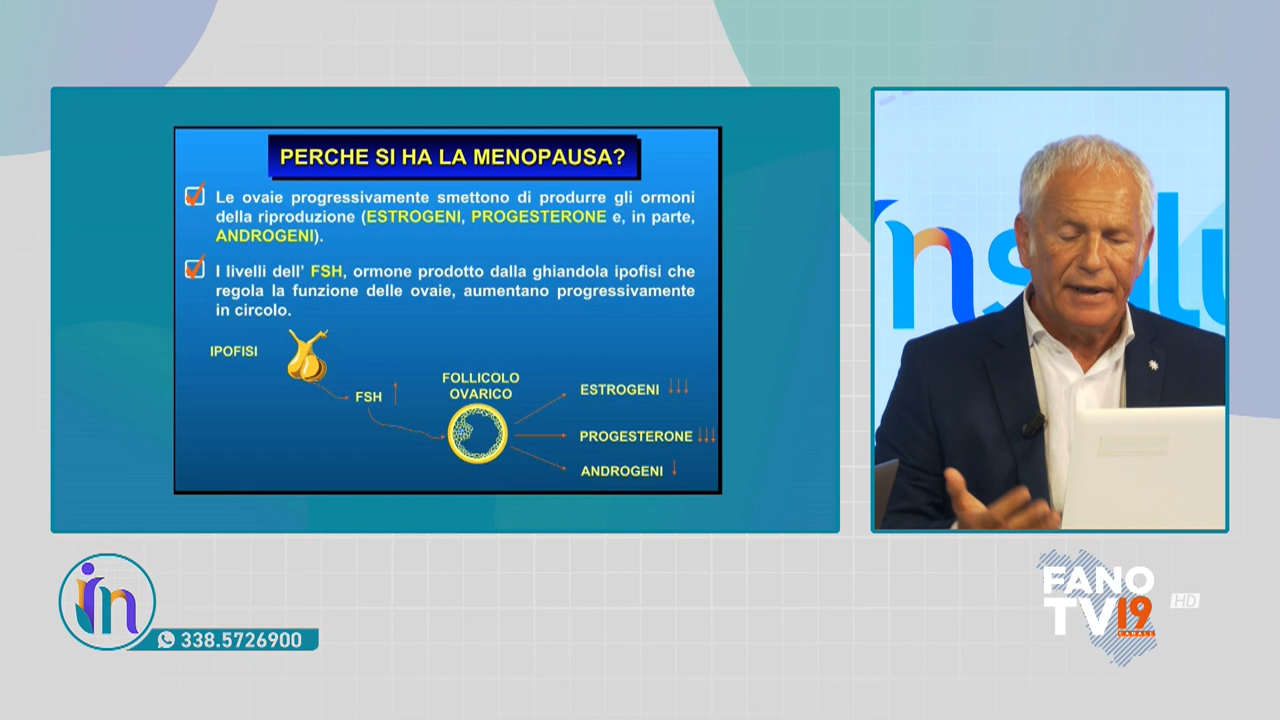 PERCHE SI HA LA MENOPAUSA?
Le ovaie progressivamente smettono di produrre gli ormoni
della riproduzione (ESTROGENI, PROGESTERONE e, in parte,
ANDROGENI).
I livelli dell' FSH, ormone prodotto dalla ghiandola ipofisi che
regola la funzione delle ovaie, aumentano progressivamente
in circolo.
IPOFISI
FSH
FOLLICOLO
OVARICO
ESTROGENI
PROGESTERONE
ANDROGENI
in
338.5726900
FANO
TV19
CANALE
HD